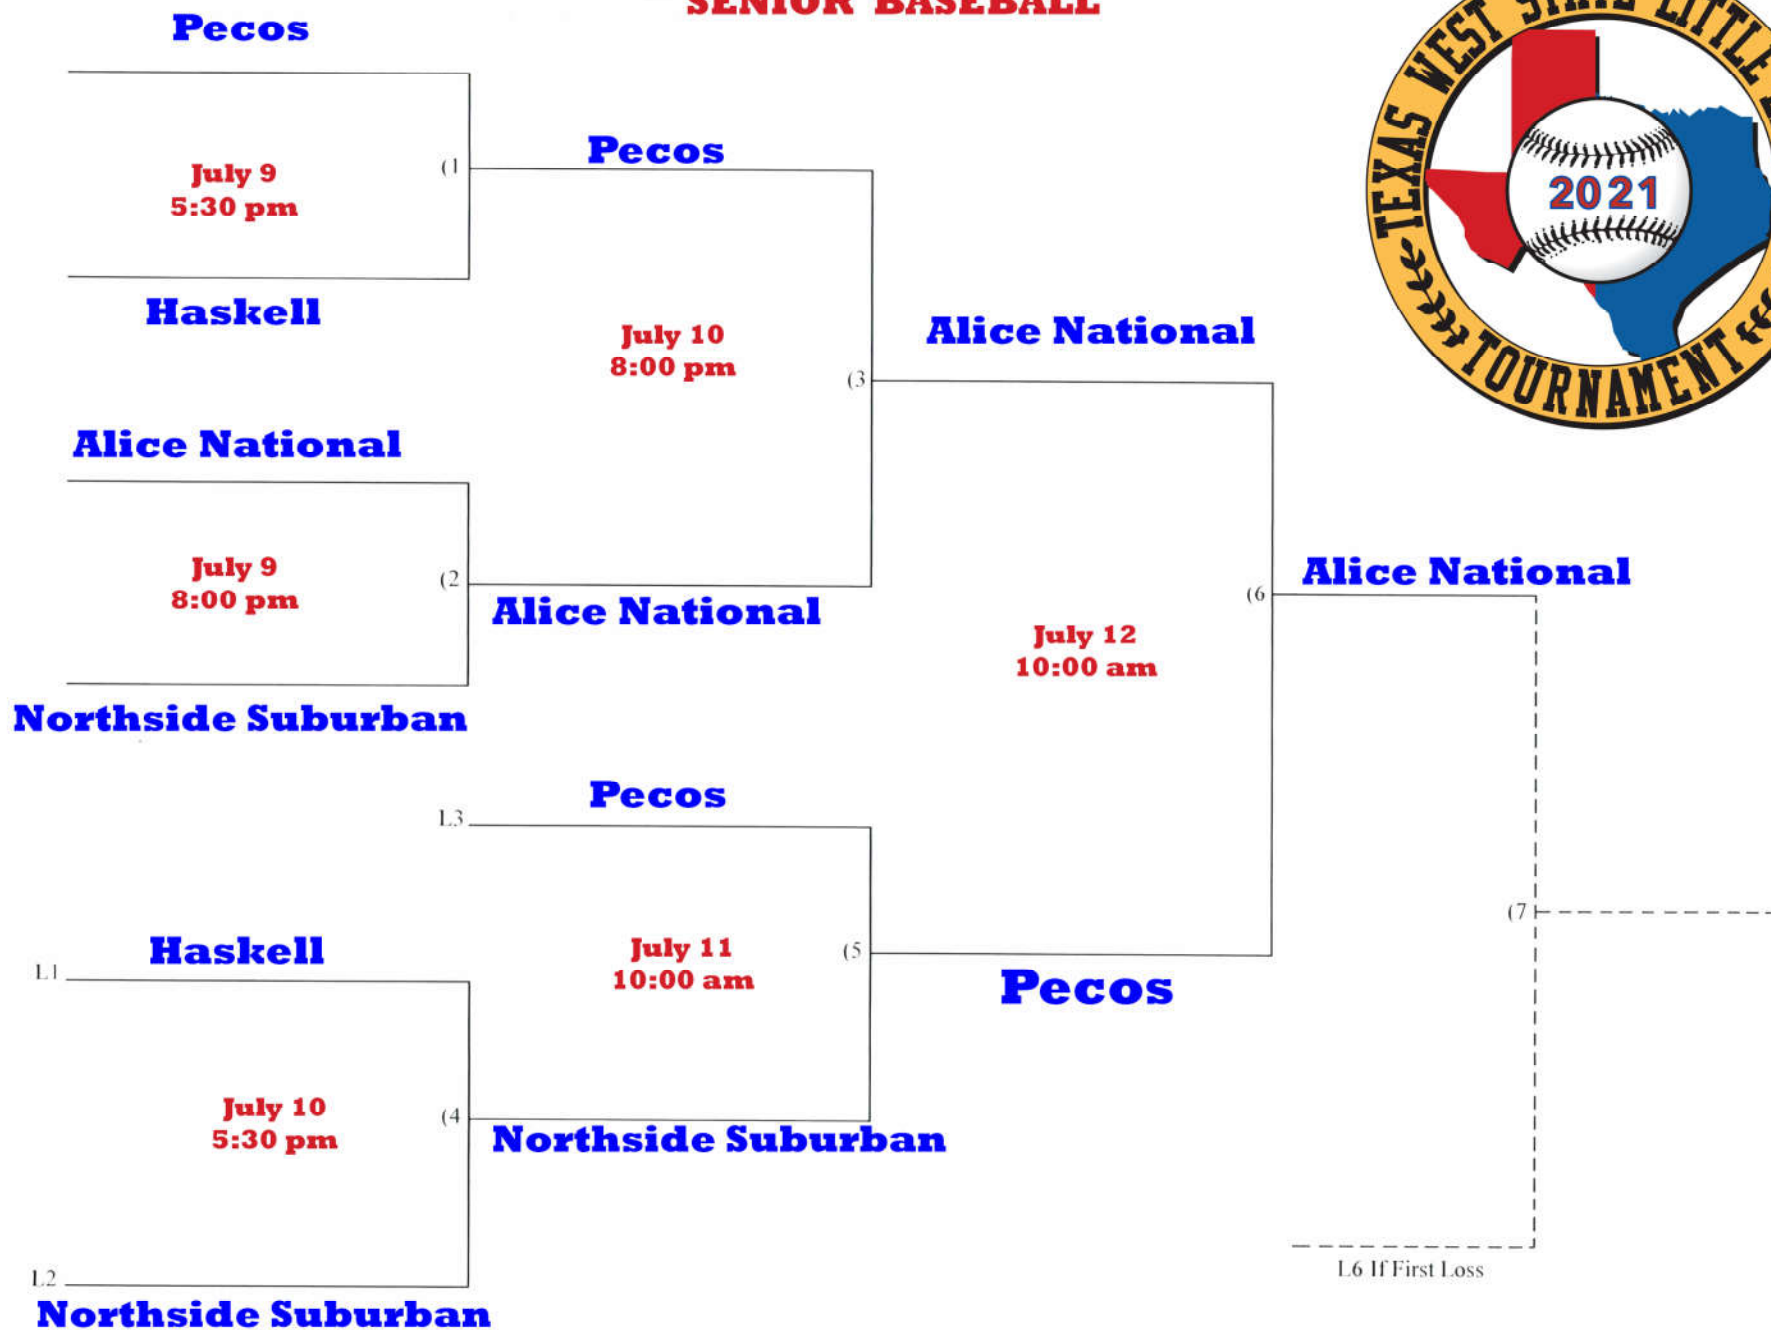 SENIOR BASEBALL
TEXAS WEST STATE LITTLE
2021
TOURNAMENT
Pecos
July 9
5:30 pm
(1
Haskell
Pecos
July 10
8:00 pm
(3
Alice National
Alice National
July 9
8:00 pm
(2
Alice National
Northside Suburban
July 12
10:00 am
(6
Alice National
L3
Pecos
July 11
10:00 am
(5
Pecos
(7
L1
Haskell
July 10
5:30 pm
(4
Northside Suburban
L2
Northside Suburban
L6 If First Loss